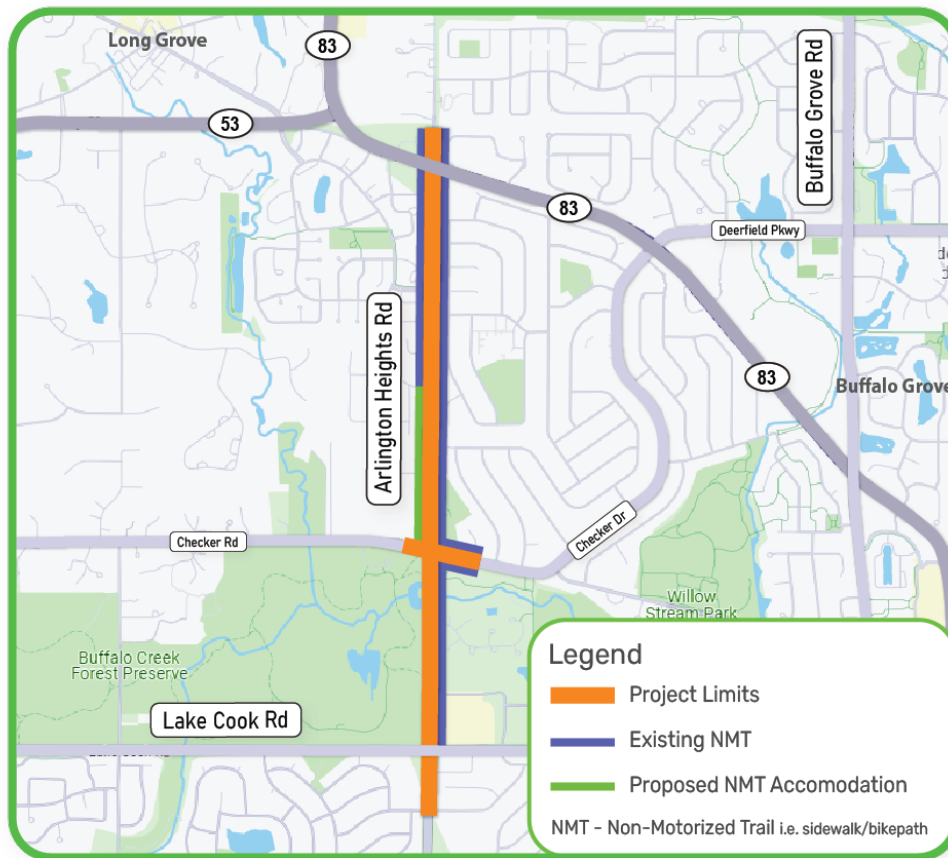 Long Grove
83
53
Buffalo Grove Rd
83
Deerfield Pkwy
Arlington Heights Rd
83
Buffalo Grove
Checker Rd
Checker Dr
Willow
Stream Park
Buffalo Creek
Forest Preserve
Lake Cook Rd
Legend
Project Limits
Existing NMT
Proposed NMT Accomodation
NMT - Non-Motorized Trail i.e. sidewalk/bikepath